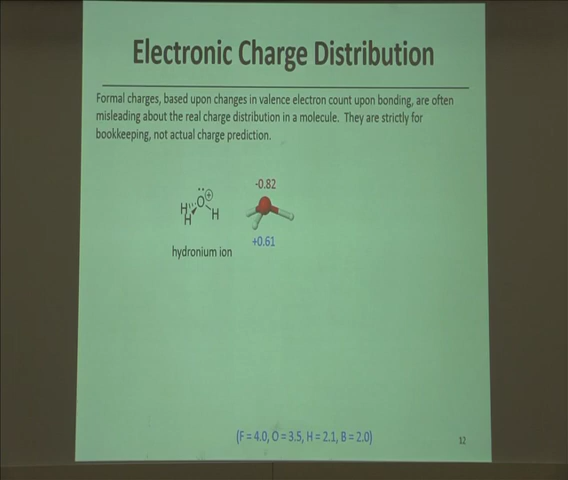 Electronic Charge Distribution
Formal charges, based upon changes in valence electron count upon bonding, are often
misleading about the real charge distribution in a molecule. They are strictly for
bookkeeping, not actual charge prediction.
-0.82
O
+
H
H
H
+0.61
hydronium ion
(F = 4.0, O = 3.5, H = 2.1, B = 2.0)
12